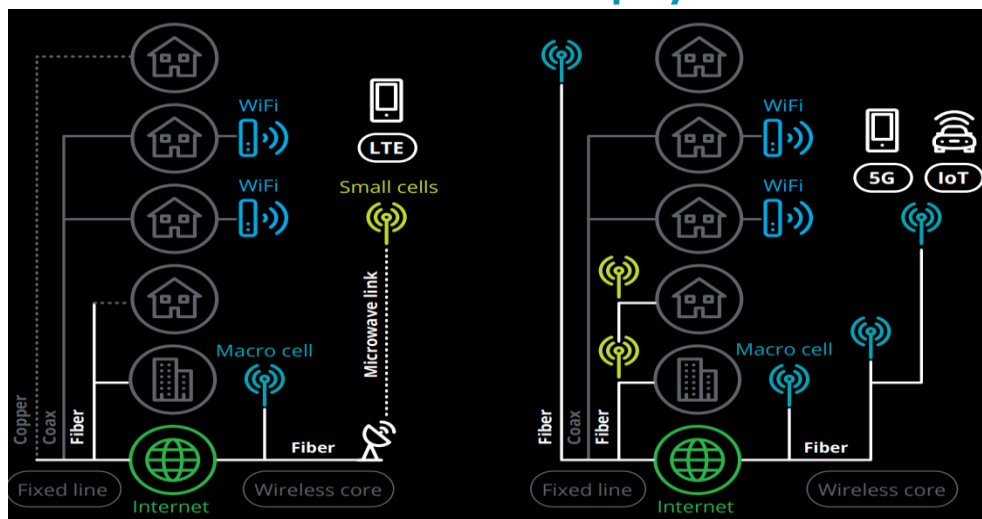 WiFi
LTE
WiFi
Small cells
Microwave link
Macro cell
Copper
Coax
Fiber
Fiber
Fixed line
Internet
Wireless core
WiFi
5G
IoT
WiFi
Macro cell
Fiber
Coax
Fiber
Fiber
Fixed line
Internet
Wireless core